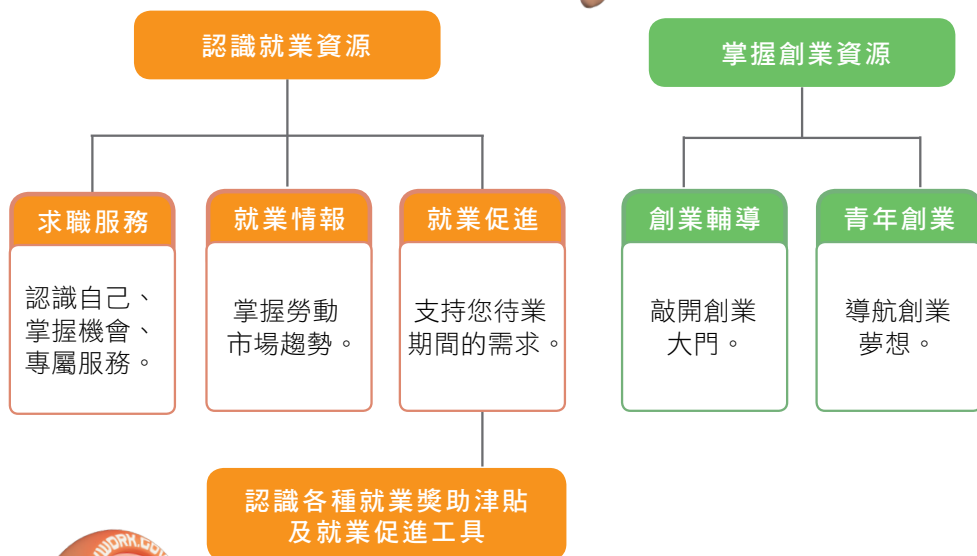 認識就業資源
掌握創業資源
求職服務
認識自己、
掌握機會、
專屬服務。
就業情報
掌握勞動
市場趨勢。
就業促進
支持您待業
期間的需求。
創業輔導
敲開創業
大門。
青年創業
導航創業
夢想。
認識各種就業獎助津貼
及就業促進工具